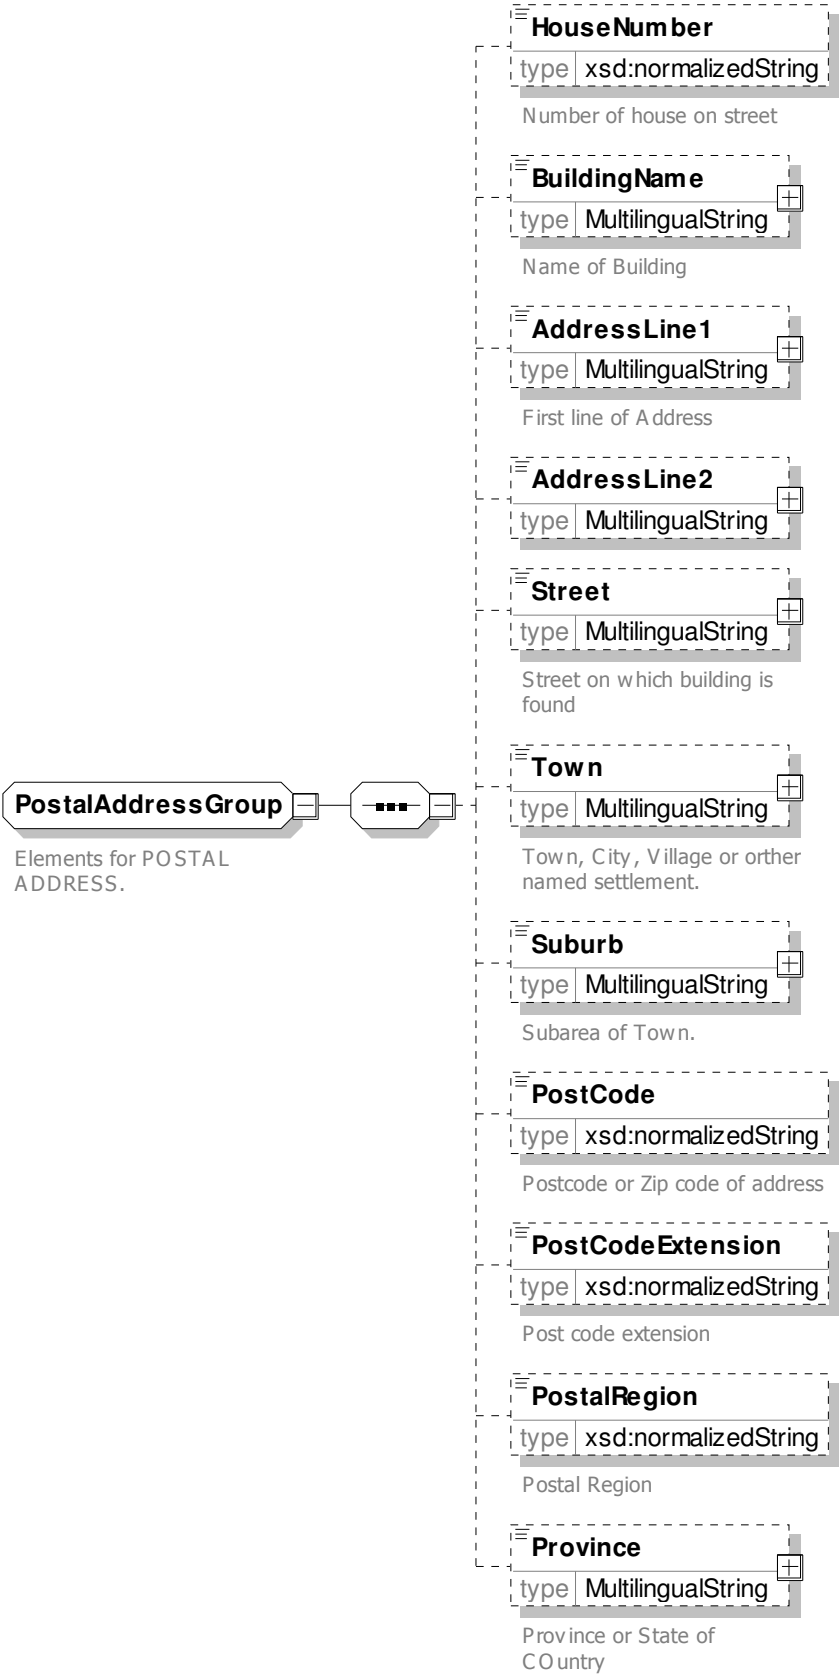 HouseNumber
type xsd:normalizedString
Number of house on street
BuildingName
type MultilingualString
Name of Building
AddressLine1
type MultilingualString
First line of Address
AddressLine2
type MultilingualString
Street
type MultilingualString
Street on which building is
found
Town
type MultilingualString
Town, City, Village or orther
named settlement.
PostalAddressGroup
Elements for POSTAL
ADDRESS.
Suburb
type MultilingualString
Subarea of Town.
PostCode
type xsd:normalizedString
Postcode or Zip code of address
PostCodeExtension
type xsd:normalizedString
Post code extension
PostalRegion
type xsd:normalizedString
Postal Region
Province
type MultilingualString
Province or State of
COuntry